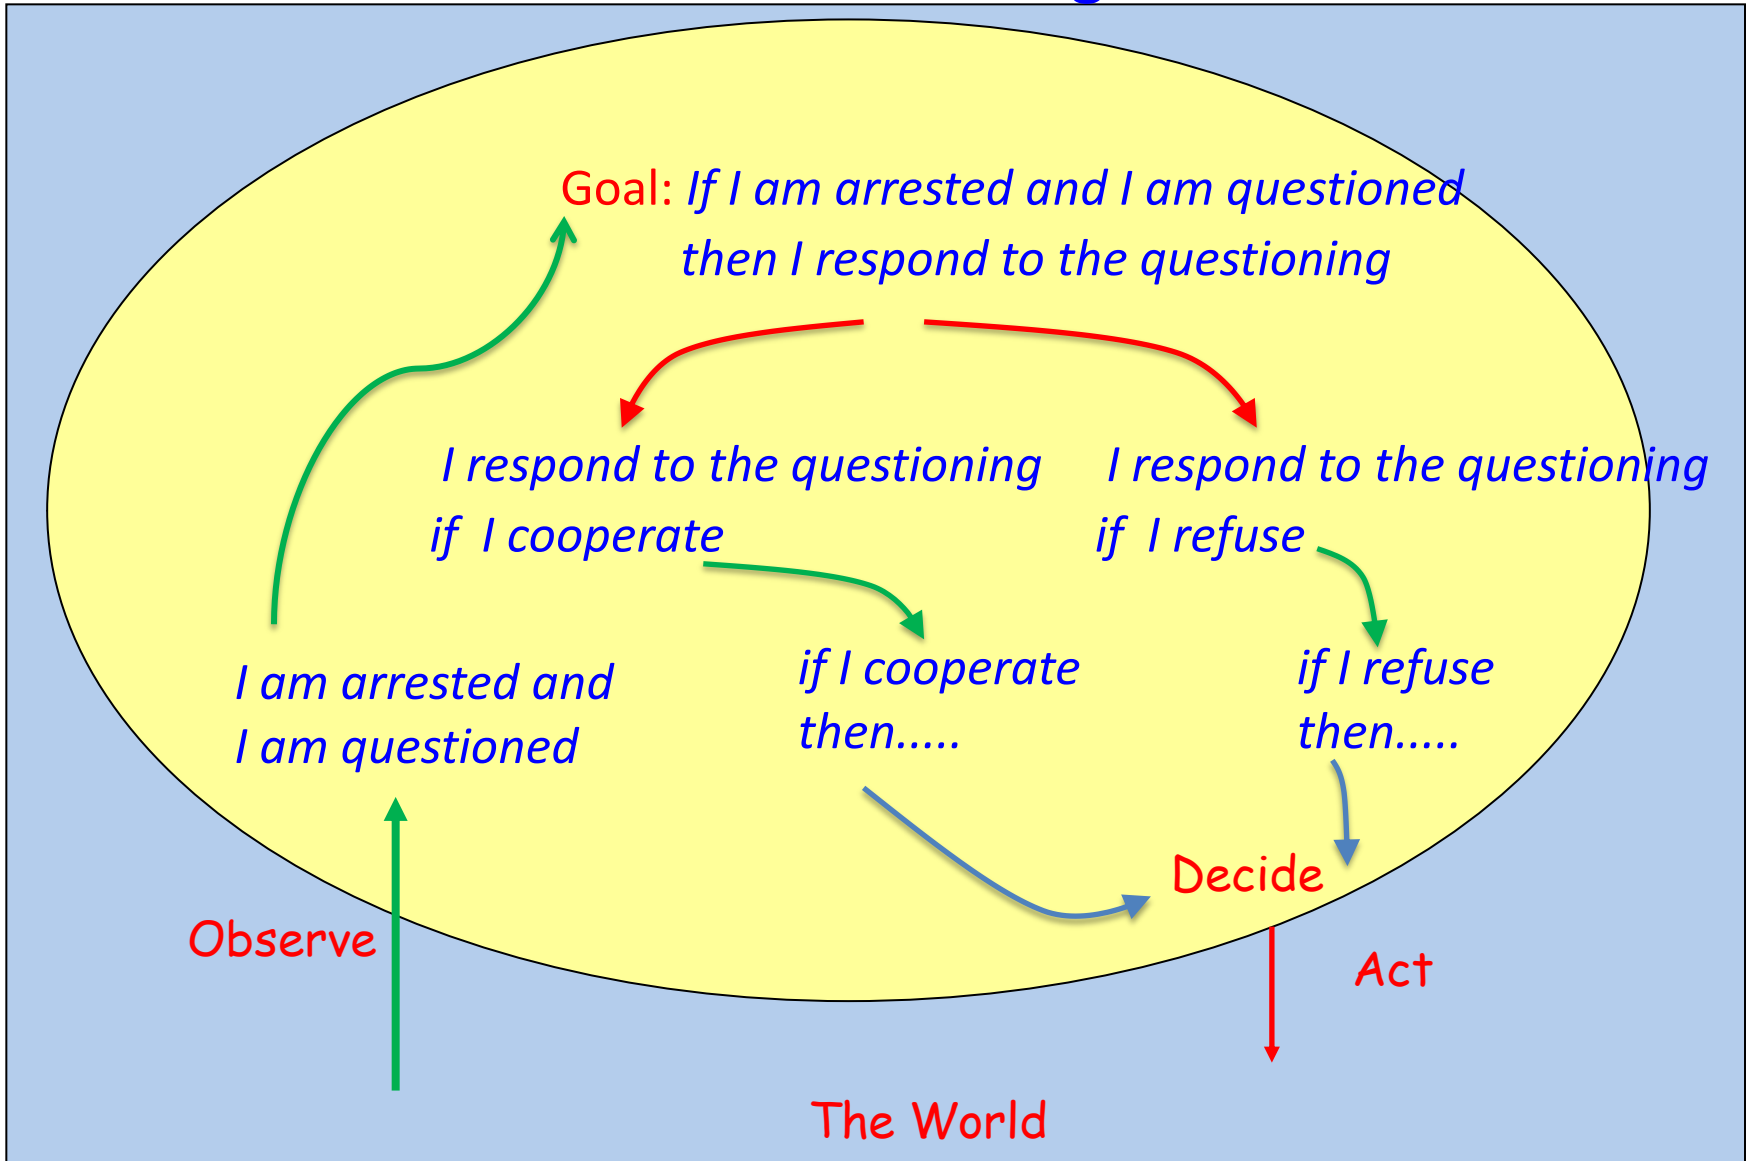 Goal: If I am arrested and I am questioned
then I respond to the questioning
I respond to the questioning
if I cooperate
I respond to the questioning
if I refuse
I am arrested and
I am questioned
if I cooperate
then.....
if I refuse
then.....
Decide
Observe
Act
The World